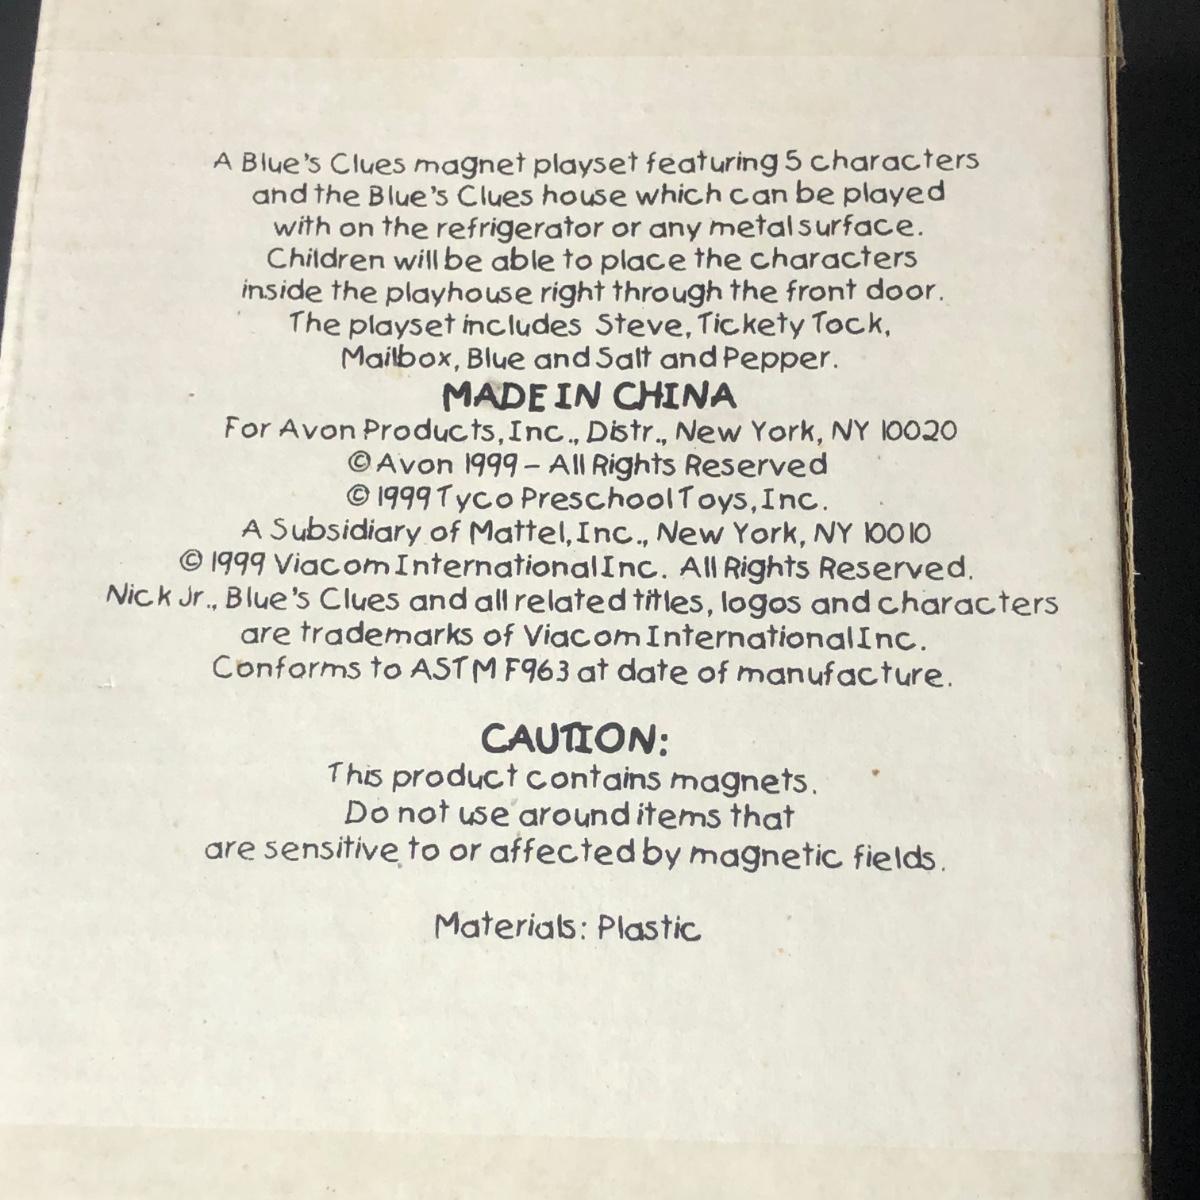 A Blue's Clues magnet playset featuring 5 characters
and the Blue's Clues house which can be played
with on the refrigerator or any metal surface.
Children will be able to place the characters
inside the playhouse right through the front door.
The playset includes Steve, Tickety Tock,
Mailbox, Blue and Salt and Pepper.
MADE IN CHINA
For Avon Products, Inc., Distr., New York, NY 10020
© Avon 1999 – All Rights Reserved
© 1999 Tyco Preschool Toys, Inc.
A Subsidiary of Mattel, Inc., New York, NY 10010
© 1999 Viacom International Inc. All Rights Reserved.
Nick Jr., Blue's Clues and all related titles, logos and characters
are trademarks of Viacom International Inc.
Conforms to ASTM F963 at date of manufacture.
CAUTION:
This product contains magnets.
Do not use around items that
are sensitive to or affected by magnetic fields.
Materials: Plastic